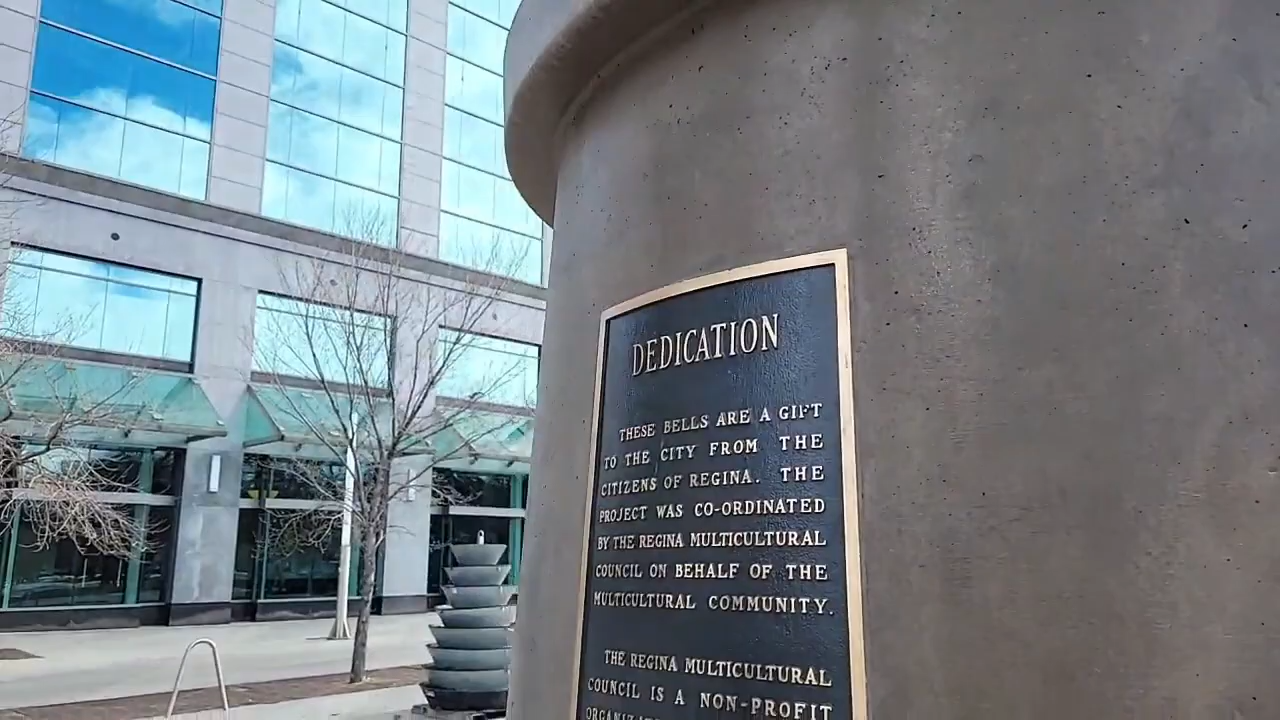 DEDICATION
THESE BELLS ARE A GIFT
TO THE CITY FROM THE
CITIZENS OF REGINA. THE
PROJECT WAS CO-ORDINATED
BY THE REGINA MULTICULTURAL
COUNCIL ON BEHALF OF THE
MULTICULTURAL COMMUNITY.
THE REGINA MULTICULTURAL
COUNCIL IS A NON-PROFIT